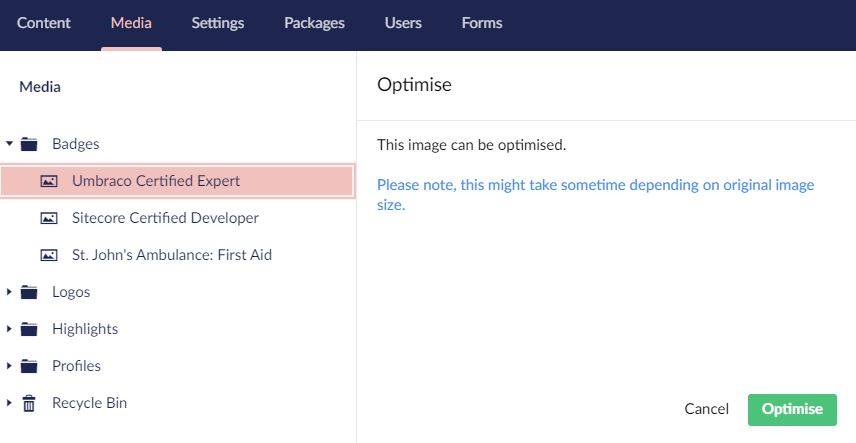 Content Media Settings Packages Users Forms
Media
Badges
Umbraco Certified Expert
Sitecore Certified Developer
St. John's Ambulance: First Aid
Logos
Highlights
Profiles
Recycle Bin
Optimise
This image can be optimised.
Please note, this might take sometime depending on original image
size.
Cancel Optimise